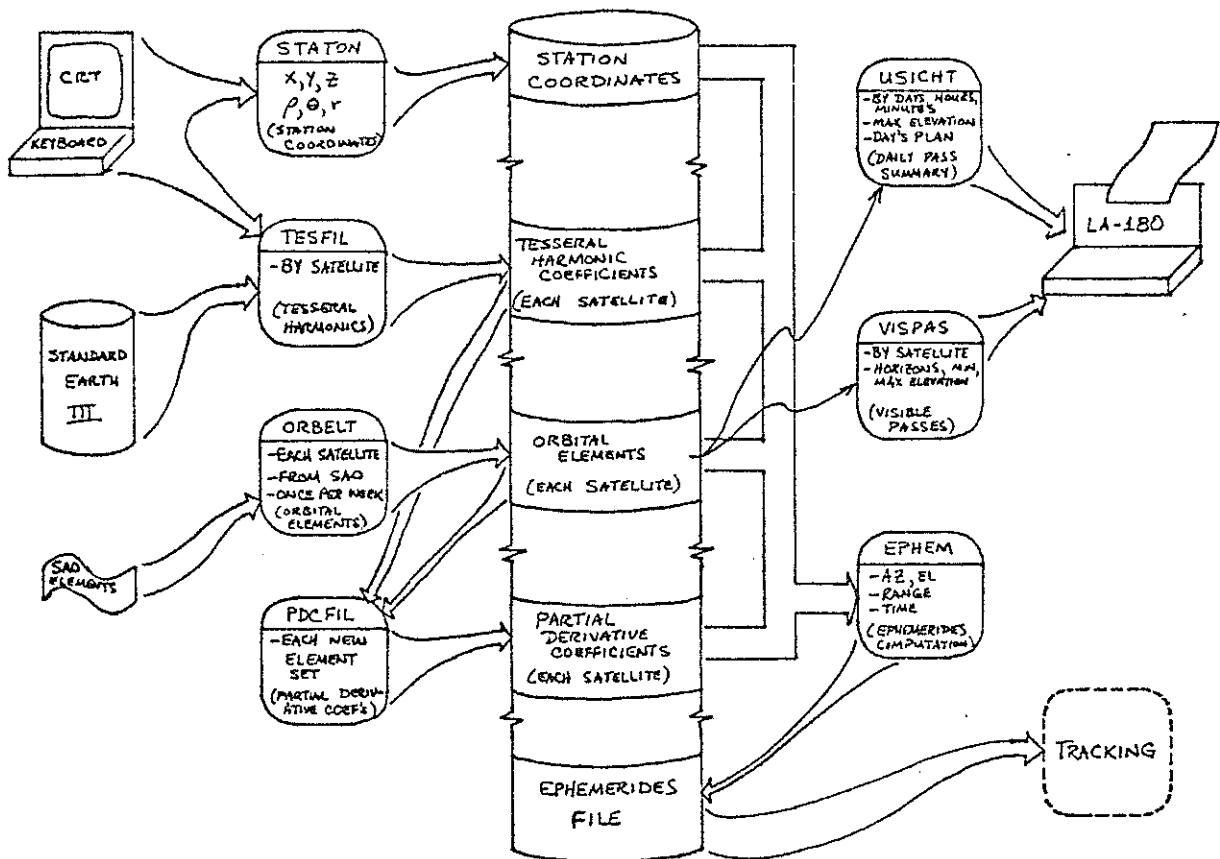 CRT
KEYBOARD
STATON
X, Y, Z
ρ, θ, r
(STATION
COORDINATES)
STATION
COORDINATES
USICHT
-BY DAYS, HOURS,
MINUTES
-MAX ELEVATION
-DAY'S PLAN
(DAILY PASS
SUMMARY)
LA-180
TESFIL
-BY SATELLITE
(TESSERAL
HARMONICS)
TESSERAL
HARMONIC
COEFFICIENTS
(EACH SATELLITE)
STANDARD
EARTH
III
VISPAS
-BY SATELLITE
-HORIZONS, MIN,
MAX ELEVATION
(VISIBLE
PASSES)
ORBELT
-EACH SATELLITE
-FROM SAO
-ONCE PER WEEK
(ORBITAL
ELEMENTS)
ORBITAL
ELEMENTS
(EACH SATELLITE)
SAO
ELEMENTS
PDCFIL
-EACH NEW
ELEMENT
SET
(PARTIAL DERIV-
ATIVE COEF'S)
PARTIAL
DERIVATIVE
COEFFICIENTS
(EACH SATELLITE)
EPHEM
-AZ, EL
-RANGE
-TIME
(EPHEMERIDES
COMPUTATION)
EPHEMERIDES
FILE
TRACKING